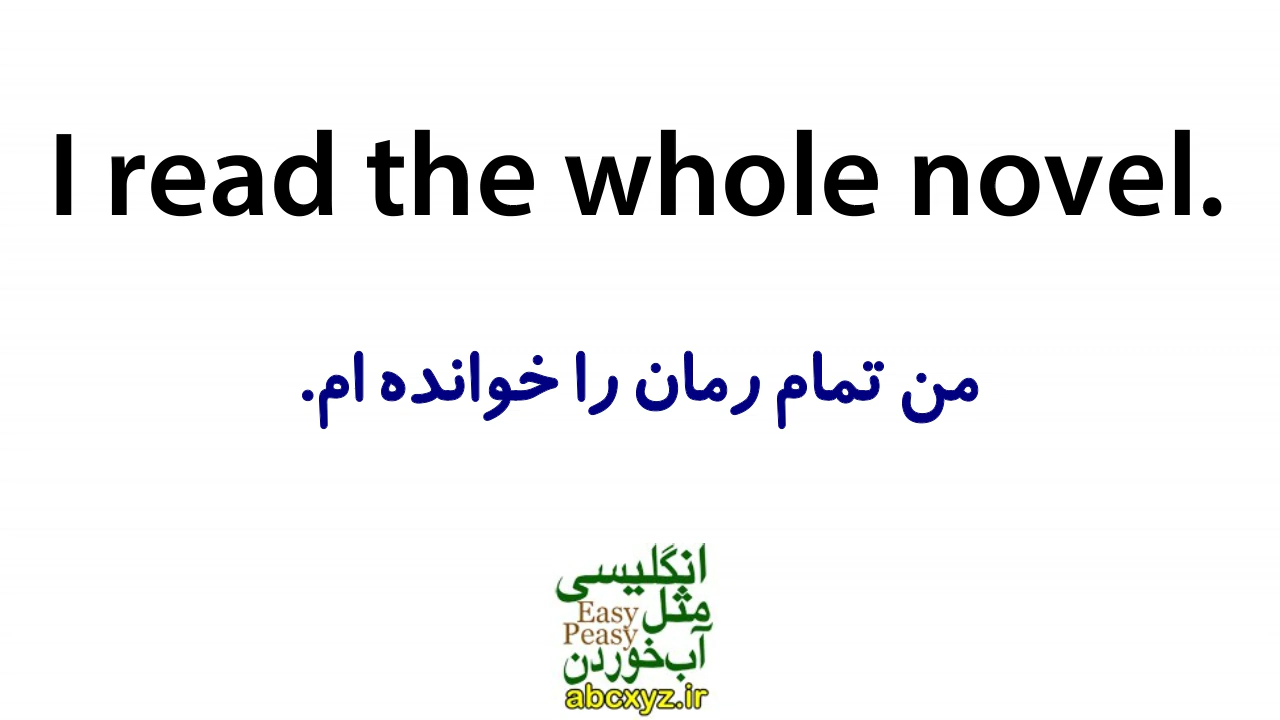 I read the whole novel.
من تمام رمان را خوانده ام.
انگلیسی
مثل Easy
Peasy
آب‌خوردن
abcxyz.ir